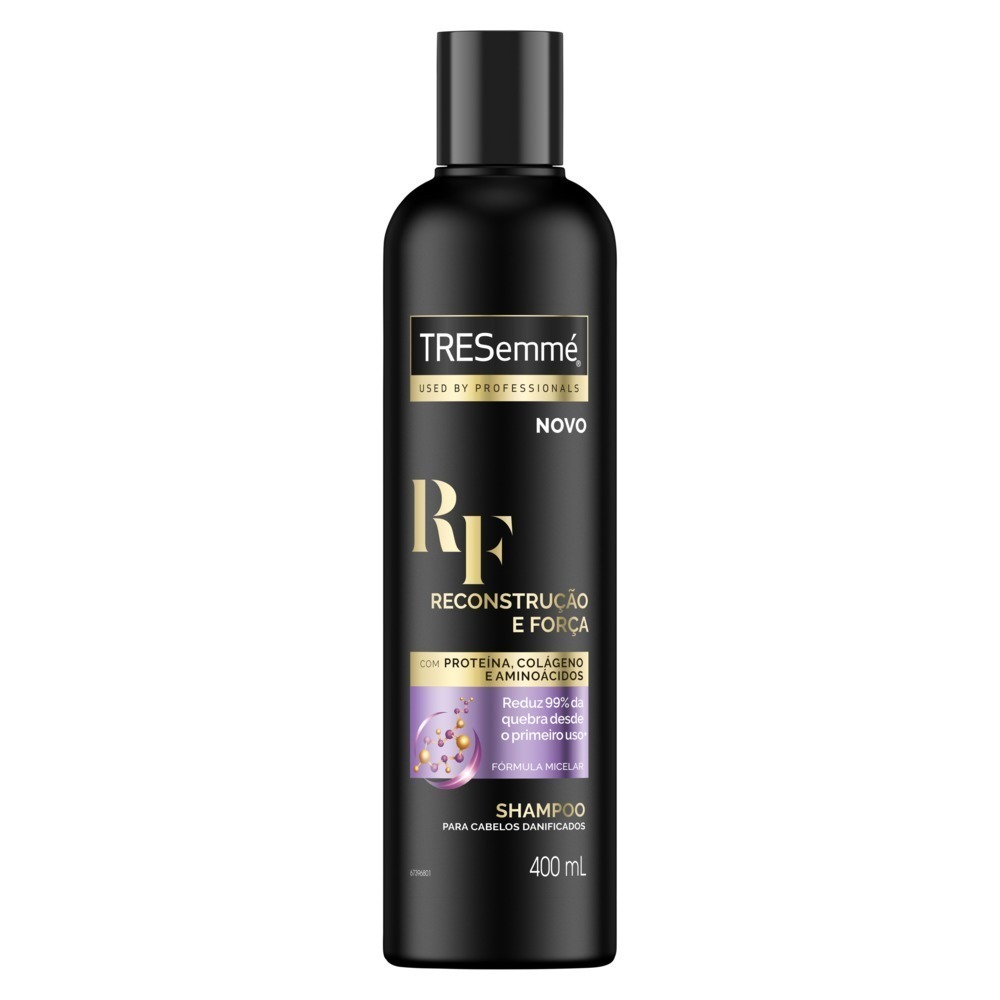 TRESemmé®
USED BY PROFESSIONALS
NOVO
RF
RECONSTRUÇÃO
E FORÇA
COM PROTEÍNA, COLÁGENO
E AMINOÁCIDOS
Reduz 99% da
quebra desde
o primeiro uso*
FÓRMULA MICELAR
SHAMPOO
PARA CABELOS DANIFICADOS
400 mL